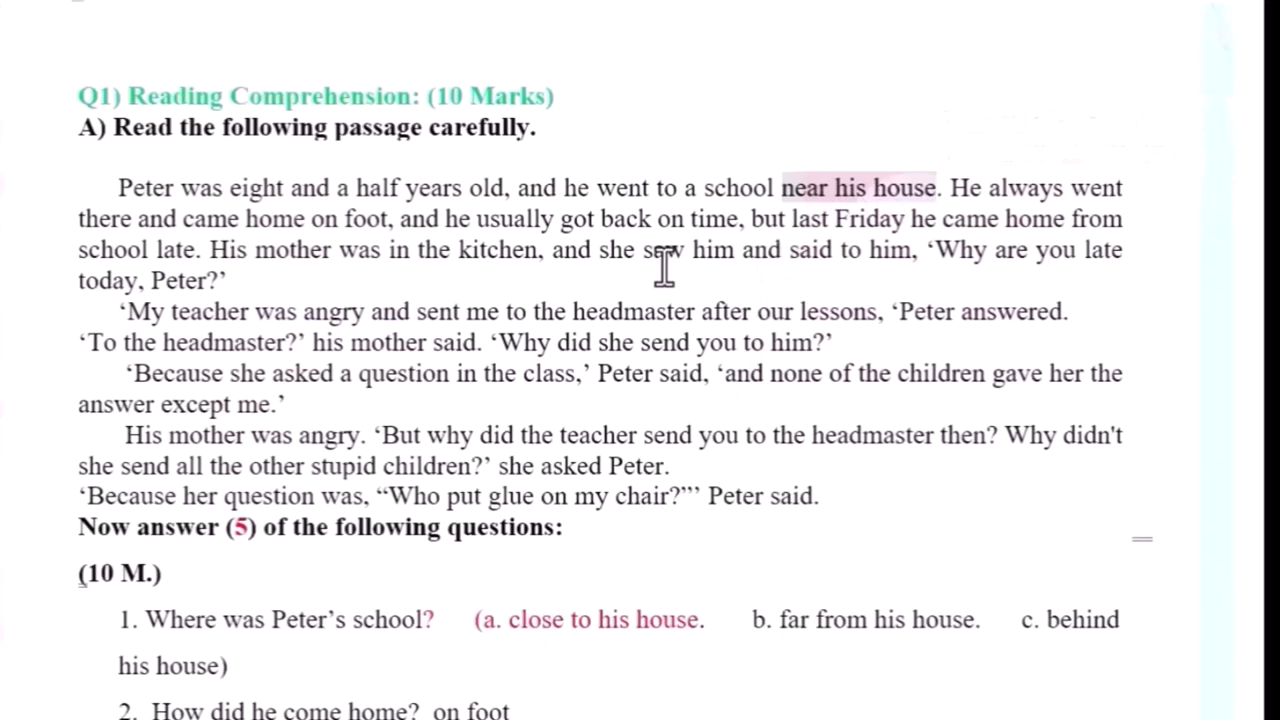 Q1) Reading Comprehension: (10 Marks)
A) Read the following passage carefully.
Peter was eight and a half years old, and he went to a school near his house. He always went
there and came home on foot, and he usually got back on time, but last Friday he came home from
school late. His mother was in the kitchen, and she saw him and said to him, ‘Why are you late
today, Peter?’
‘My teacher was angry and sent me to the headmaster after our lessons, ‘Peter answered.
‘To the headmaster?’ his mother said. ‘Why did she send you to him?’
‘Because she asked a question in the class,’ Peter said, ‘and none of the children gave her the
answer except me.’
His mother was angry. ‘But why did the teacher send you to the headmaster then? Why didn't
she send all the other stupid children?’ she asked Peter.
‘Because her question was, “Who put glue on my chair?”’ Peter said.
Now answer (5) of the following questions:
(10 M.)
1. Where was Peter’s school? (a. close to his house. b. far from his house. c. behind
his house)
2. How did he come home? on foot